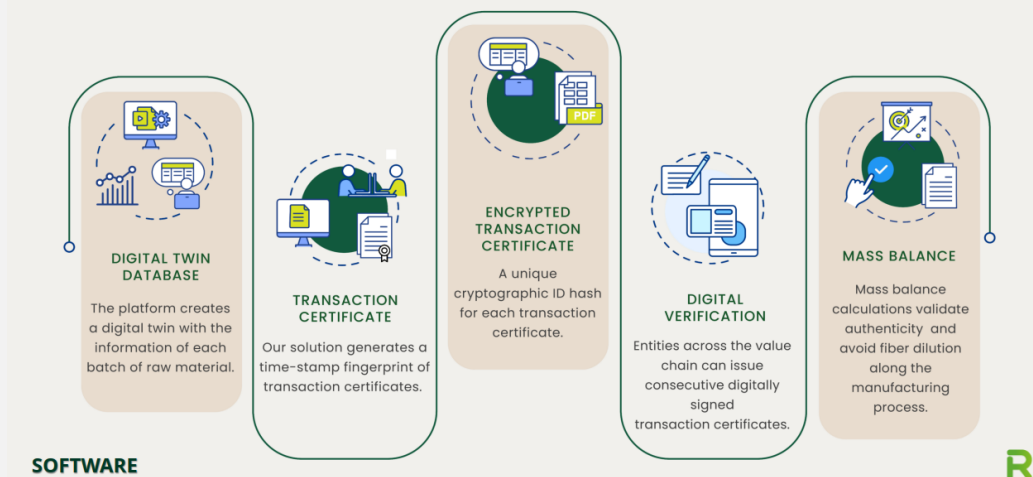 DIGITAL TWIN
DATABASE
The platform creates
a digital twin with the
information of each
batch of raw material.
TRANSACTION
CERTIFICATE
Our solution generates a
time-stamp fingerprint of
transaction certificates.
PDF
ENCRYPTED
TRANSACTION
CERTIFICATE
A unique
cryptographic ID hash
for each transaction
certificate.
DIGITAL
VERIFICATION
Entities across the value
chain can issue
consecutive digitally
signed
transaction certificates.
MASS BALANCE
Mass balance
calculations validate
authenticity and
avoid fiber dilution
along the
manufacturing
process.
SOFTWARE
R